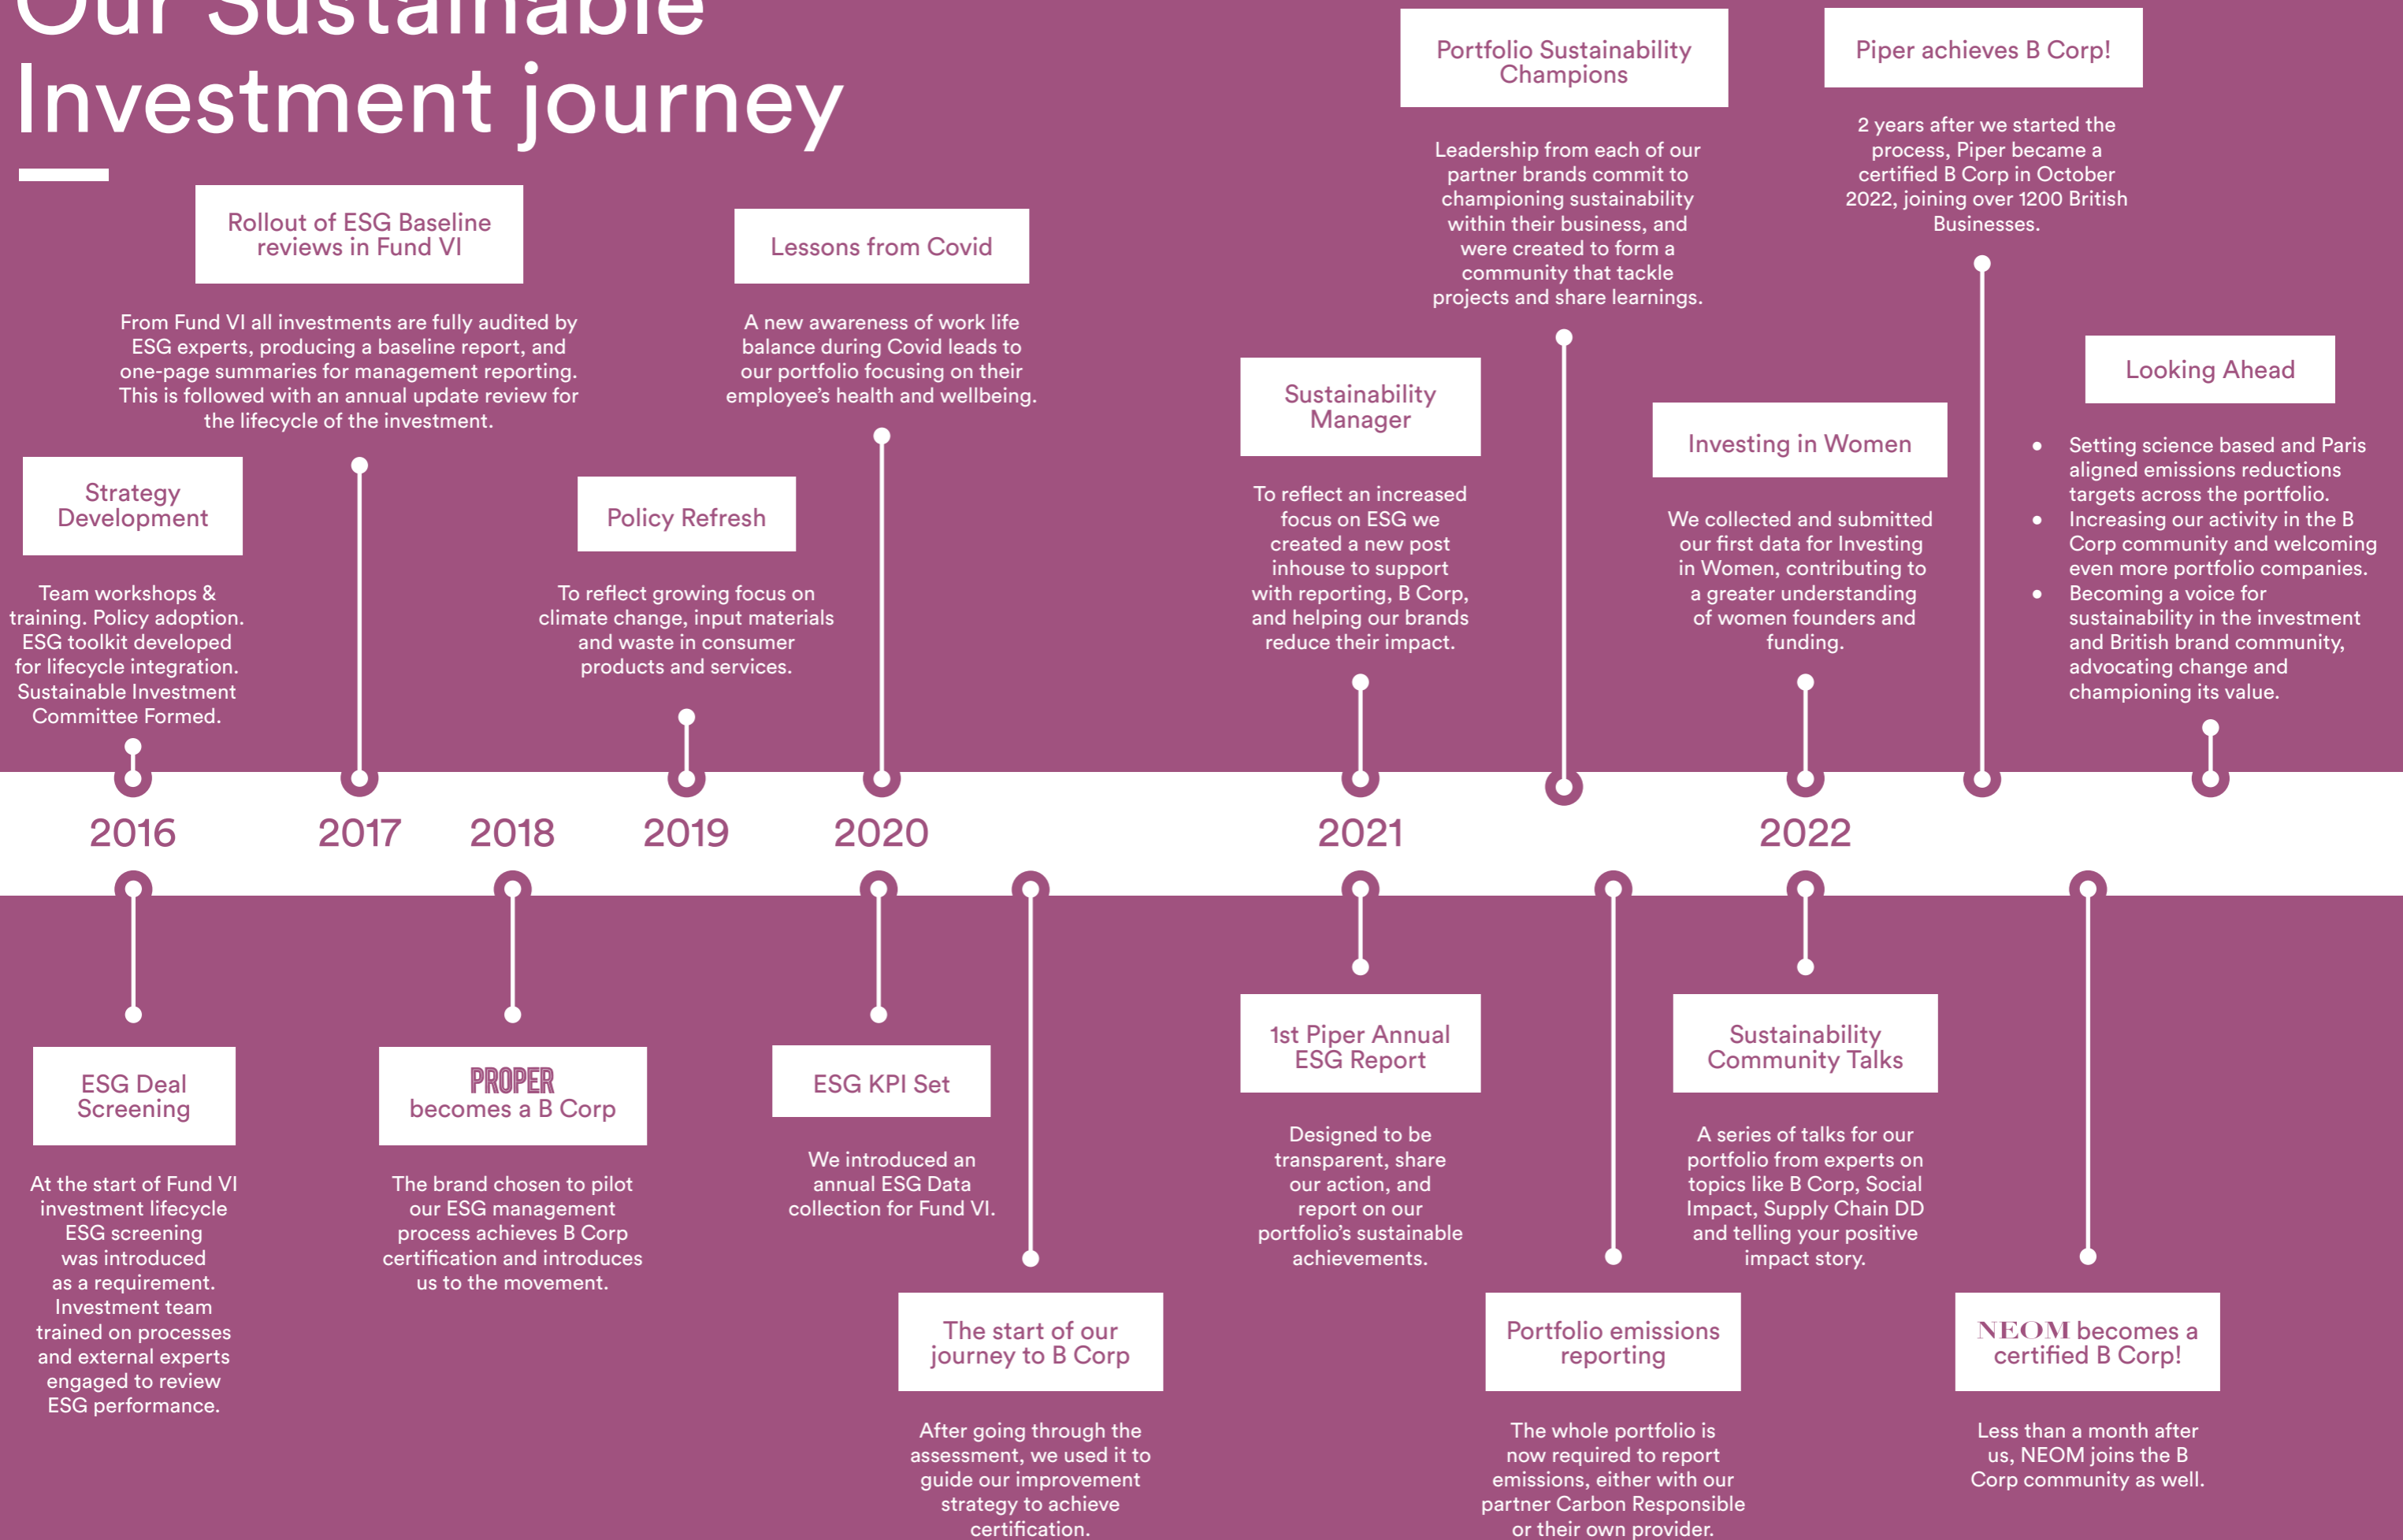 Our Sustainable
Investment journey
Strategy
Development
Team workshops &
training. Policy adoption.
ESG toolkit developed
for lifecycle integration.
Sustainable Investment
Committee Formed.
Rollout of ESG Baseline
reviews in Fund VI
From Fund VI all investments are fully audited by
ESG experts, producing a baseline report, and
one-page summaries for management reporting.
This is followed with an annual update review for
the lifecycle of the investment.
Policy Refresh
To reflect growing focus on
climate change, input materials
and waste in consumer
products and services.
Lessons from Covid
A new awareness of work life
balance during Covid leads to
our portfolio focusing on their
employee's health and wellbeing.
Sustainability
Manager
To reflect an increased
focus on ESG we
created a new post
inhouse to support
with reporting, B Corp,
and helping our brands
reduce their impact.
Portfolio Sustainability
Champions
Leadership from each of our
partner brands commit to
championing sustainability
within their business, and
were created to form a
community that tackle
projects and share learnings.
Investing in Women
We collected and submitted
our first data for Investing
in Women, contributing to
a greater understanding
of women founders and
funding.
Piper achieves B Corp!
2 years after we started the
process, Piper became a
certified B Corp in October
2022, joining over 1200 British
Businesses.
Looking Ahead
• Setting science based and Paris
aligned emissions reductions
targets across the portfolio.
• Increasing our activity in the B
Corp community and welcoming
even more portfolio companies.
• Becoming a voice for
sustainability in the investment
and British brand community,
advocating change and
championing its value.
2016 2017 2018 2019 2020 2021 2022
ESG Deal
Screening
At the start of Fund VI
investment lifecycle
ESG screening
was introduced
as a requirement.
Investment team
trained on processes
and external experts
engaged to review
ESG performance.
PROPER
becomes a B Corp
The brand chosen to pilot
our ESG management
process achieves B Corp
certification and introduces
us to the movement.
ESG KPI Set
We introduced an
annual ESG Data
collection for Fund VI.
The start of our
journey to B Corp
After going through the
assessment, we used it to
guide our improvement
strategy to achieve
certification.
1st Piper Annual
ESG Report
Designed to be
transparent, share
our action, and
report on our
portfolio's sustainable
achievements.
Portfolio emissions
reporting
The whole portfolio is
now required to report
emissions, either with our
partner Carbon Responsible
or their own provider.
Sustainability
Community Talks
A series of talks for our
portfolio from experts on
topics like B Corp, Social
Impact, Supply Chain DD
and telling your positive
impact story.
NEOM becomes a
certified B Corp!
Less than a month after
us, NEOM joins the B
Corp community as well.